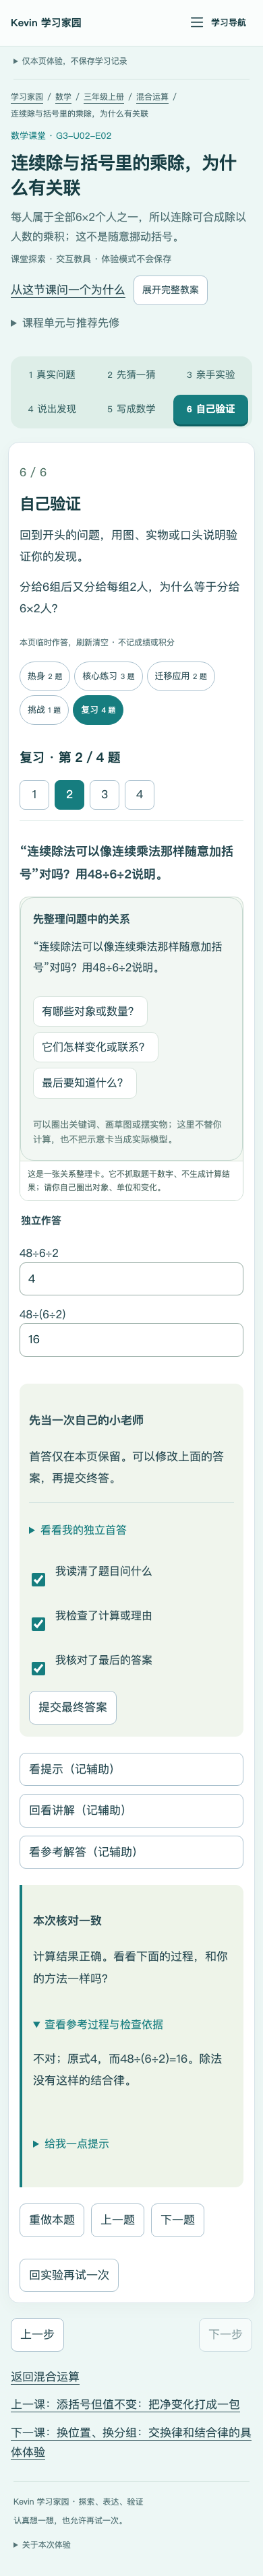 Kevin 学习家园
学习导航
仅本页体验，不保存学习记录
学习家园 / 数学 / 三年级上册 / 混合运算 /
连续除与括号里的乘除，为什么有关联
数学课堂 · G3-U02-E02
连续除与括号里的乘除，为什
么有关联
每人属于全部6×2个人之一，所以连除可合成除以
人数的乘积；这不是随意挪动括号。
课堂探索 · 交互教具 · 体验模式不会保存
从这节课问一个为什么
展开完整教案
课程单元与推荐先修
1 真实问题
2 先猜一猜
3 亲手实验
4 说出发现
5 写成数学
6 自己验证
6 / 6
自己验证
回到开头的问题，用图、实物或口头说明验
证你的发现。
分给6组后又分给每组2人，为什么等于分给
6×2人？
本页临时作答，刷新清空 · 不记成绩或积分
热身 2 题
核心练习 3 题
迁移应用 2 题
挑战 1 题
复习 4 题
复习 · 第 2 / 4 题
1
2
3
4
“连续除法可以像连续乘法那样随意加括
号”对吗？用48÷6÷2说明。
先整理问题中的关系
“连续除法可以像连续乘法那样随意加括
号”对吗？用48÷6÷2说明。
有哪些对象或数量？
它们怎样变化或联系？
最后要知道什么？
可以圈出关键词、画草图或摆实物；这里不替你
计算，也不把示意卡当成实际模型。
这是一张关系整理卡。它不抓取题干数字、不生成计算结
果；请你自己圈出对象、单位和变化。
独立作答
48÷6÷2
4
48÷(6÷2)
16
先当一次自己的小老师
首答仅在本页保留。可以修改上面的答
案，再提交终答。
看看我的独立首答
我读清了题目问什么
我检查了计算或理由
我核对了最后的答案
提交最终答案
看提示（记辅助）
回看讲解（记辅助）
看参考解答（记辅助）
本次核对一致
计算结果正确。看看下面的过程，和你
的方法一样吗？
查看参考过程与检查依据
不对；原式4，而48÷(6÷2)=16。除法
没有这样的结合律。
给我一点提示
重做本题
上一题
下一题
回实验再试一次
上一步
下一步
返回混合运算
上一课：添括号但值不变：把净变化打成一包
下一课：换位置、换分组：交换律和结合律的具
体体验
Kevin 学习家园 · 探索、表达、验证
认真想一想，也允许再试一次。
关于本次体验